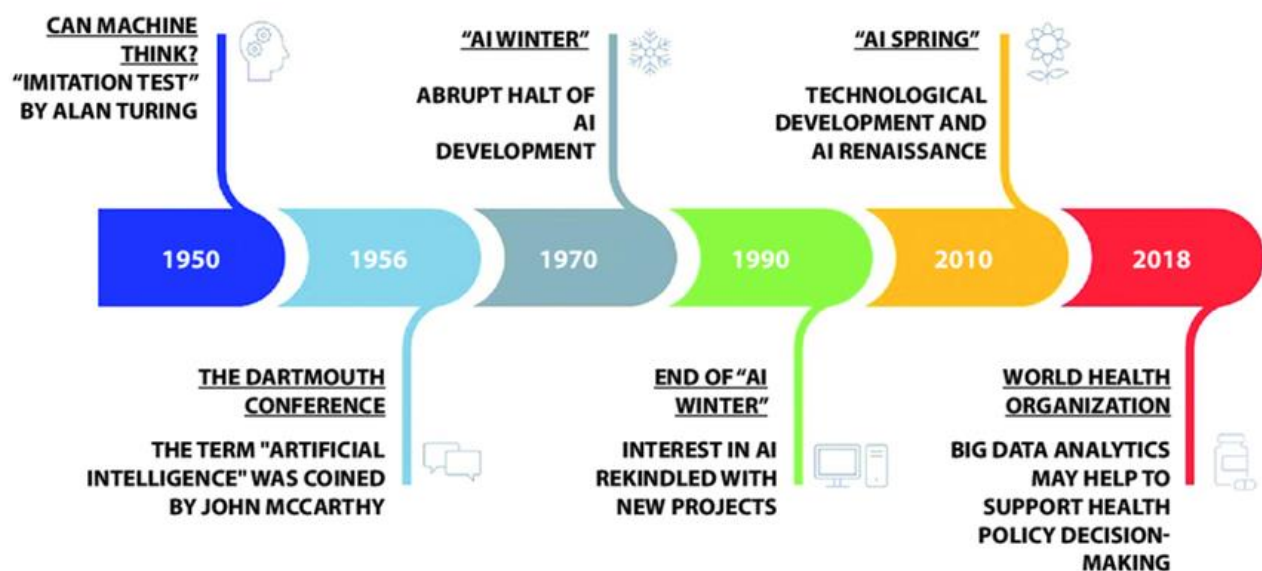 CAN MACHINE
THINK?
“IMITATION TEST”
BY ALAN TURING
“AI WINTER”
ABRUPT HALT OF
AI
DEVELOPMENT
“AI SPRING”
TECHNOLOGICAL
DEVELOPMENT AND
AI RENAISSANCE
1950
1956
1970
1990
2010
2018
THE DARTMOUTH
CONFERENCE
THE TERM "ARTIFICIAL
INTELLIGENCE" WAS COINED
BY JOHN MCCARTHY
END OF “AI
WINTER”
INTEREST IN AI
REKINDLED WITH
NEW PROJECTS
WORLD HEALTH
ORGANIZATION
BIG DATA ANALYTICS
MAY HELP TO
SUPPORT HEALTH
POLICY DECISION-
MAKING